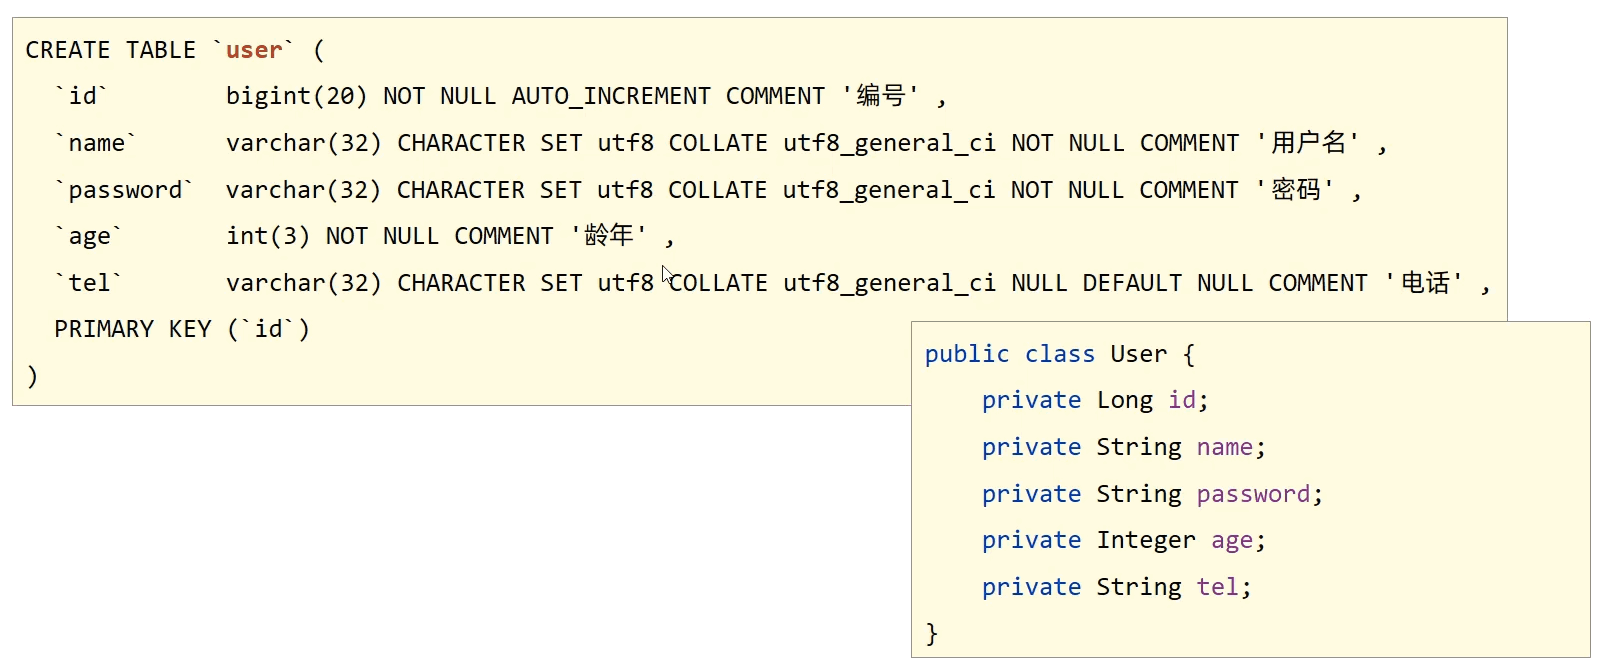 CREATE TABLE `user` (
`id` bigint(20) NOT NULL AUTO_INCREMENT COMMENT '编号' ,
`name` varchar(32) CHARACTER SET utf8 COLLATE utf8_general_ci NOT NULL COMMENT '用户名' ,
`password` varchar(32) CHARACTER SET utf8 COLLATE utf8_general_ci NOT NULL COMMENT '密码' ,
`age` int(3) NOT NULL COMMENT '龄年' ,
`tel` varchar(32) CHARACTER SET utf8 COLLATE utf8_general_ci NULL DEFAULT NULL COMMENT '电话' ,
PRIMARY KEY (`id`)
)
public class User {
private Long id;
private String name;
private String password;
private Integer age;
private String tel;
}